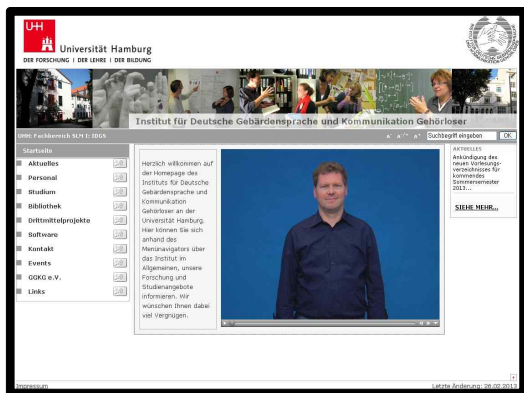 UHH
Universität Hamburg
DER FORSCHUNG | DER LEHRE | DER BILDUNG
Institut für Deutsche Gebärdensprache und Kommunikation Gehörloser
UHH: Fachbereich SLM I: IDGS
Suchbegriff eingeben
OK
Startseite
Aktuelles
Personal
Studium
Bibliothek
Drittmittelprojekte
Software
Kontakt
Events
GGKG e.V.
Links
Herzlich willkommen auf
der Homepage des
Instituts für Deutsche
Gebärdensprache und
Kommunikation
Gehörloser an der
Universität Hamburg.
Hier können Sie sich
anhand des
Menünavigators über
das Institut im
Allgemeinen, unsere
Forschung und
Studienangebote
informieren. Wir
wünschen Ihnen dabei
viel Vergnügen.
AKTUELLES
Ankündigung des
neuen Vorlesungs-
verzeichnisses für
kommendes
Sommersemester
2013...
SIEHE MEHR...
Impressum
Letzte Änderung: 26.02.2013